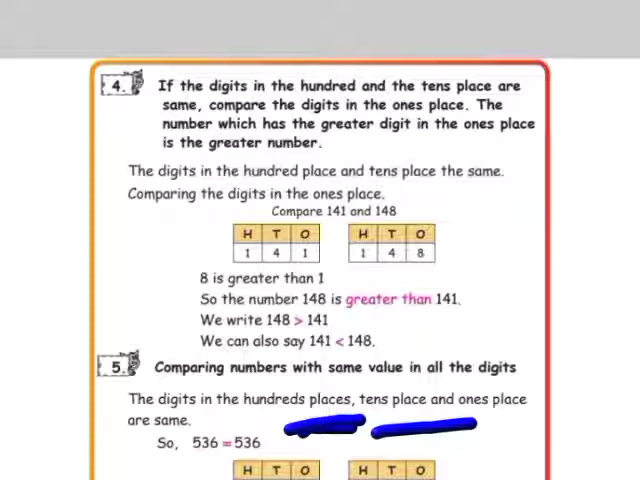 4. If the digits in the hundred and the tens place are
same, compare the digits in the ones place. The
number which has the greater digit in the ones place
is the greater number.
The digits in the hundred place and tens place the same.
Comparing the digits in the ones place.
Compare 141 and 148
H T O H T O
1 4 1 1 4 8
8 is greater than 1
So the number 148 is greater than 141.
We write 148 > 141
We can also say 141 < 148.
5. Comparing numbers with same value in all the digits
The digits in the hundreds places, tens place and ones place
are same.
So, 536 = 536
H T O H T O